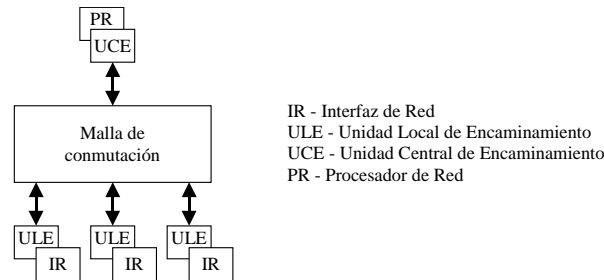 PR
UCE
Malla de
conmutación
ULE
IR
ULE
IR
ULE
IR
IR - Interfaz de Red
ULE - Unidad Local de Encaminamiento
UCE - Unidad Central de Encaminamiento
PR - Procesador de Red